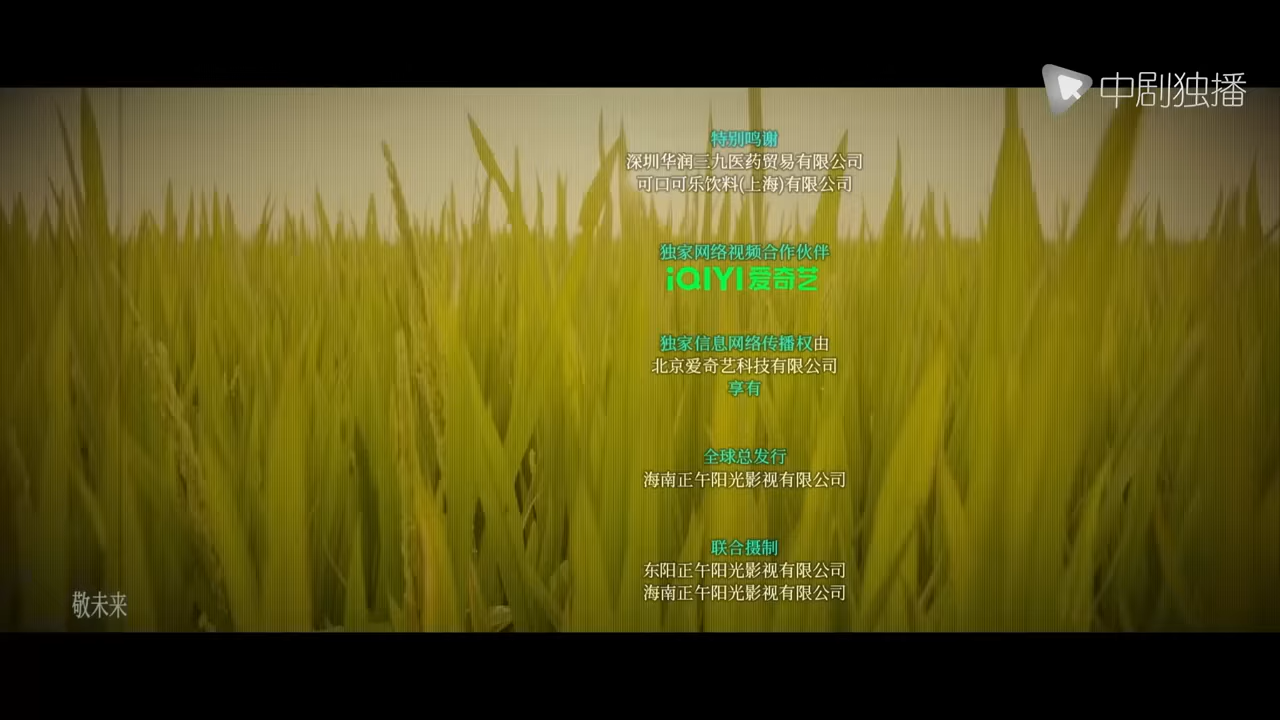 中剧独播
特别鸣谢
深圳华润三九医药贸易有限公司
可口可乐饮料(上海)有限公司
独家网络视频合作伙伴
iQIYI 爱奇艺
独家信息网络传播权由
北京爱奇艺科技有限公司
享有
全球总发行
海南正午阳光影视有限公司
联合摄制
东阳正午阳光影视有限公司
海南正午阳光影视有限公司
敬未来